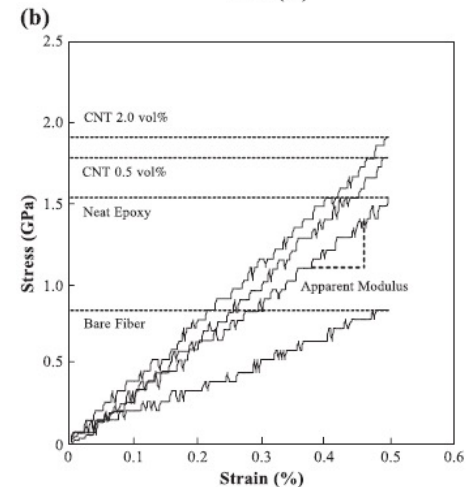 (b)
2.5
CNT 2.0 vol%
2.0
CNT 0.5 vol%
1.5
Neat Epoxy
Stress (GPa)
1.0
Apparent Modulus
Bare Fiber
0.5
0
0 0.1 0.2 0.3 0.4 0.5 0.6
Strain (%)